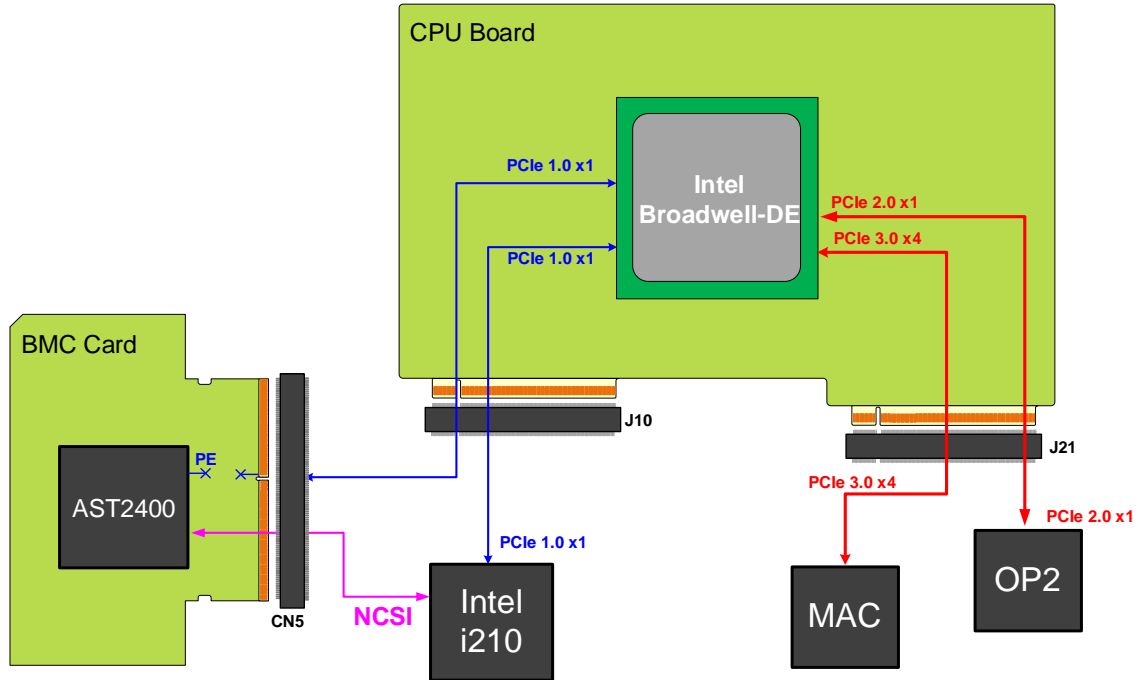 CPU Board
PCIe 1.0 x1
Intel
Broadwell-DE
PCIe 2.0 x1
PCIe 3.0 x4
PCIe 1.0 x1
BMC Card
J10
J21
PE
AST2400
PCIe 3.0 x4
PCIe 2.0 x1
PCIe 1.0 x1
CN5
NCSI
Intel
i210
MAC
OP2